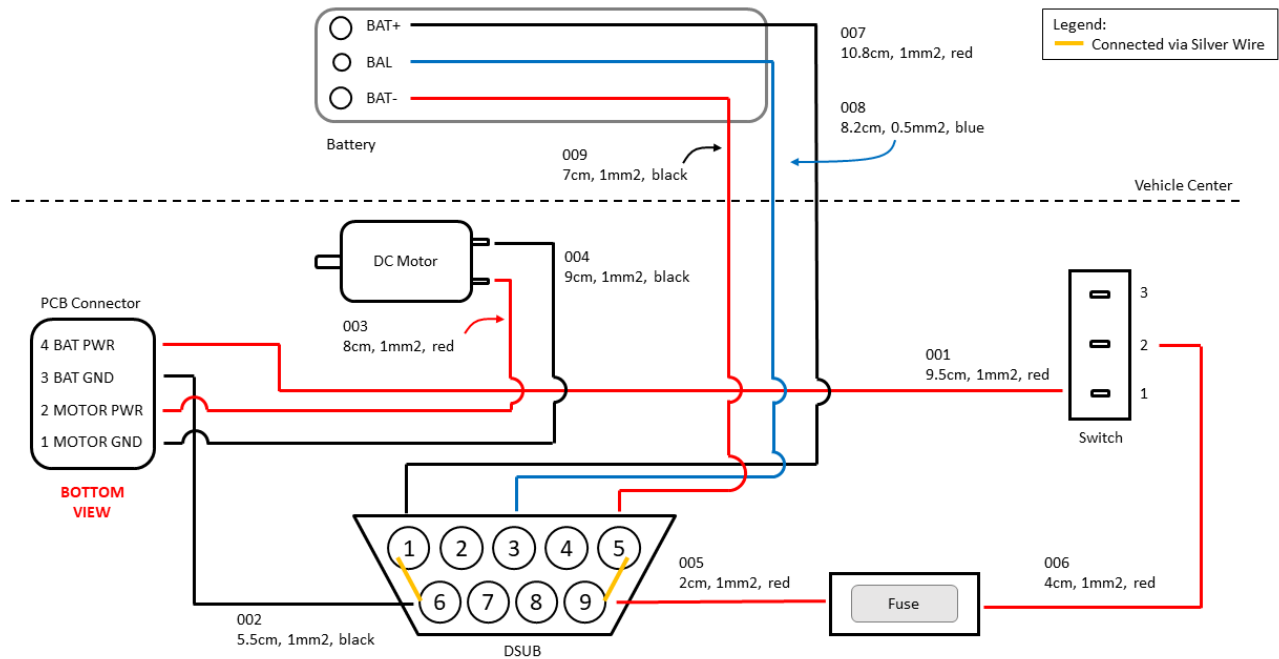 BAT+
BAL
BAT-
Battery
007
10.8cm, 1mm2, red
008
8.2cm, 0.5mm2, blue
009
7cm, 1mm2, black
Legend:
Connected via Silver Wire
Vehicle Center
DC Motor
004
9cm, 1mm2, black
003
8cm, 1mm2, red
PCB Connector
4 BAT PWR
3 BAT GND
2 MOTOR PWR
1 MOTOR GND
BOTTOM
VIEW
001
9.5cm, 1mm2, red
3
2
1
Switch
1 2 3 4 5
6 7 8 9
DSUB
002
5.5cm, 1mm2, black
005
2cm, 1mm2, red
Fuse
006
4cm, 1mm2, red